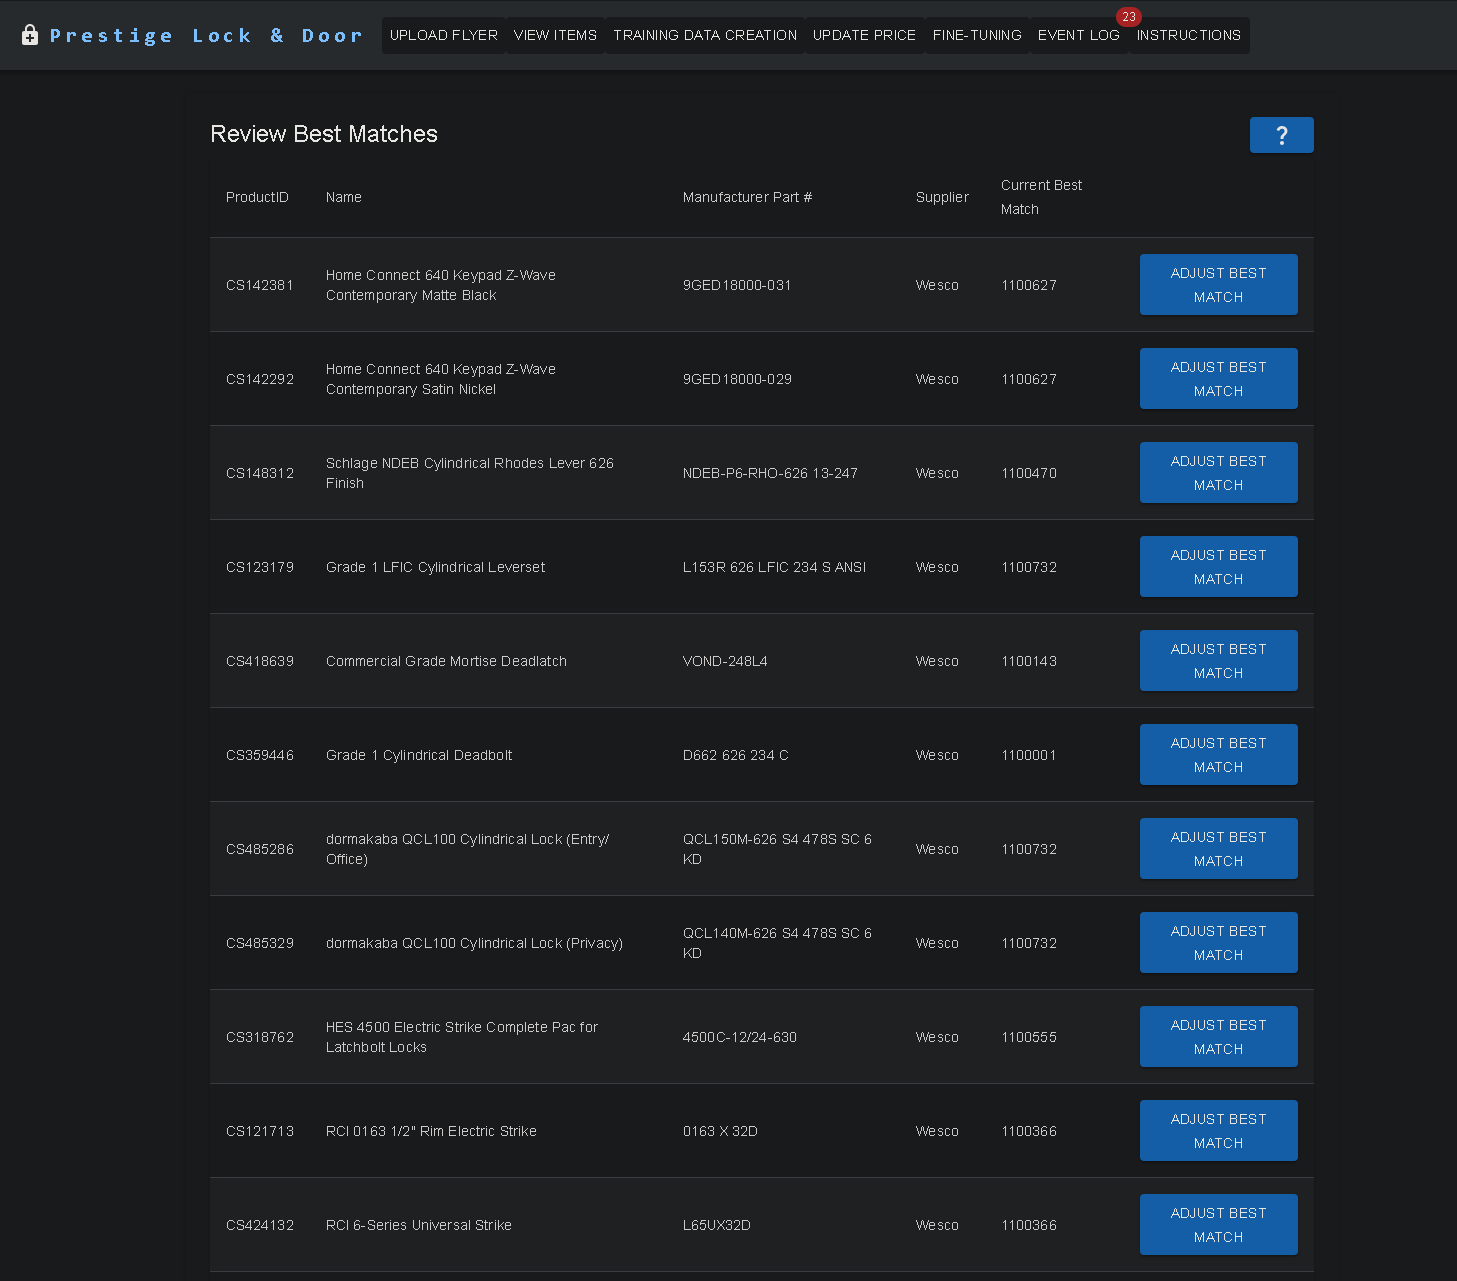 Prestige Lock & Door
UPLOAD FLYER VIEW ITEMS TRAINING DATA CREATION UPDATE PRICE FINE-TUNING EVENT LOG 23 INSTRUCTIONS
Review Best Matches ?
ProductID Name Manufacturer Part # Supplier Current Best
Match
CS142381 Home Connect 640 Keypad Z-Wave
Contemporary Matte Black 9GED18000-031 Wesco 1100627 ADJUST BEST
MATCH
CS142292 Home Connect 640 Keypad Z-Wave
Contemporary Satin Nickel 9GED18000-029 Wesco 1100627 ADJUST BEST
MATCH
CS148312 Schlage NDEB Cylindrical Rhodes Lever 626
Finish NDEB-P6-RHO-626 13-247 Wesco 1100470 ADJUST BEST
MATCH
CS123179 Grade 1 LFIC Cylindrical Leverset L153R 626 LFIC 234 S ANSI Wesco 1100732 ADJUST BEST
MATCH
CS418639 Commercial Grade Mortise Deadlatch VOND-248L4 Wesco 1100143 ADJUST BEST
MATCH
CS359446 Grade 1 Cylindrical Deadbolt D662 626 234 C Wesco 1100001 ADJUST BEST
MATCH
CS485286 dormakaba QCL100 Cylindrical Lock (Entry/
Office) QCL150M-626 S4 478S SC 6
KD Wesco 1100732 ADJUST BEST
MATCH
CS485329 dormakaba QCL100 Cylindrical Lock (Privacy) QCL140M-626 S4 478S SC 6
KD Wesco 1100732 ADJUST BEST
MATCH
CS318762 HES 4500 Electric Strike Complete Pac for
Latchbolt Locks 4500C-12/24-630 Wesco 1100555 ADJUST BEST
MATCH
CS121713 RCI 0163 1/2" Rim Electric Strike 0163 X 32D Wesco 1100366 ADJUST BEST
MATCH
CS424132 RCI 6-Series Universal Strike L65UX32D Wesco 1100366 ADJUST BEST
MATCH